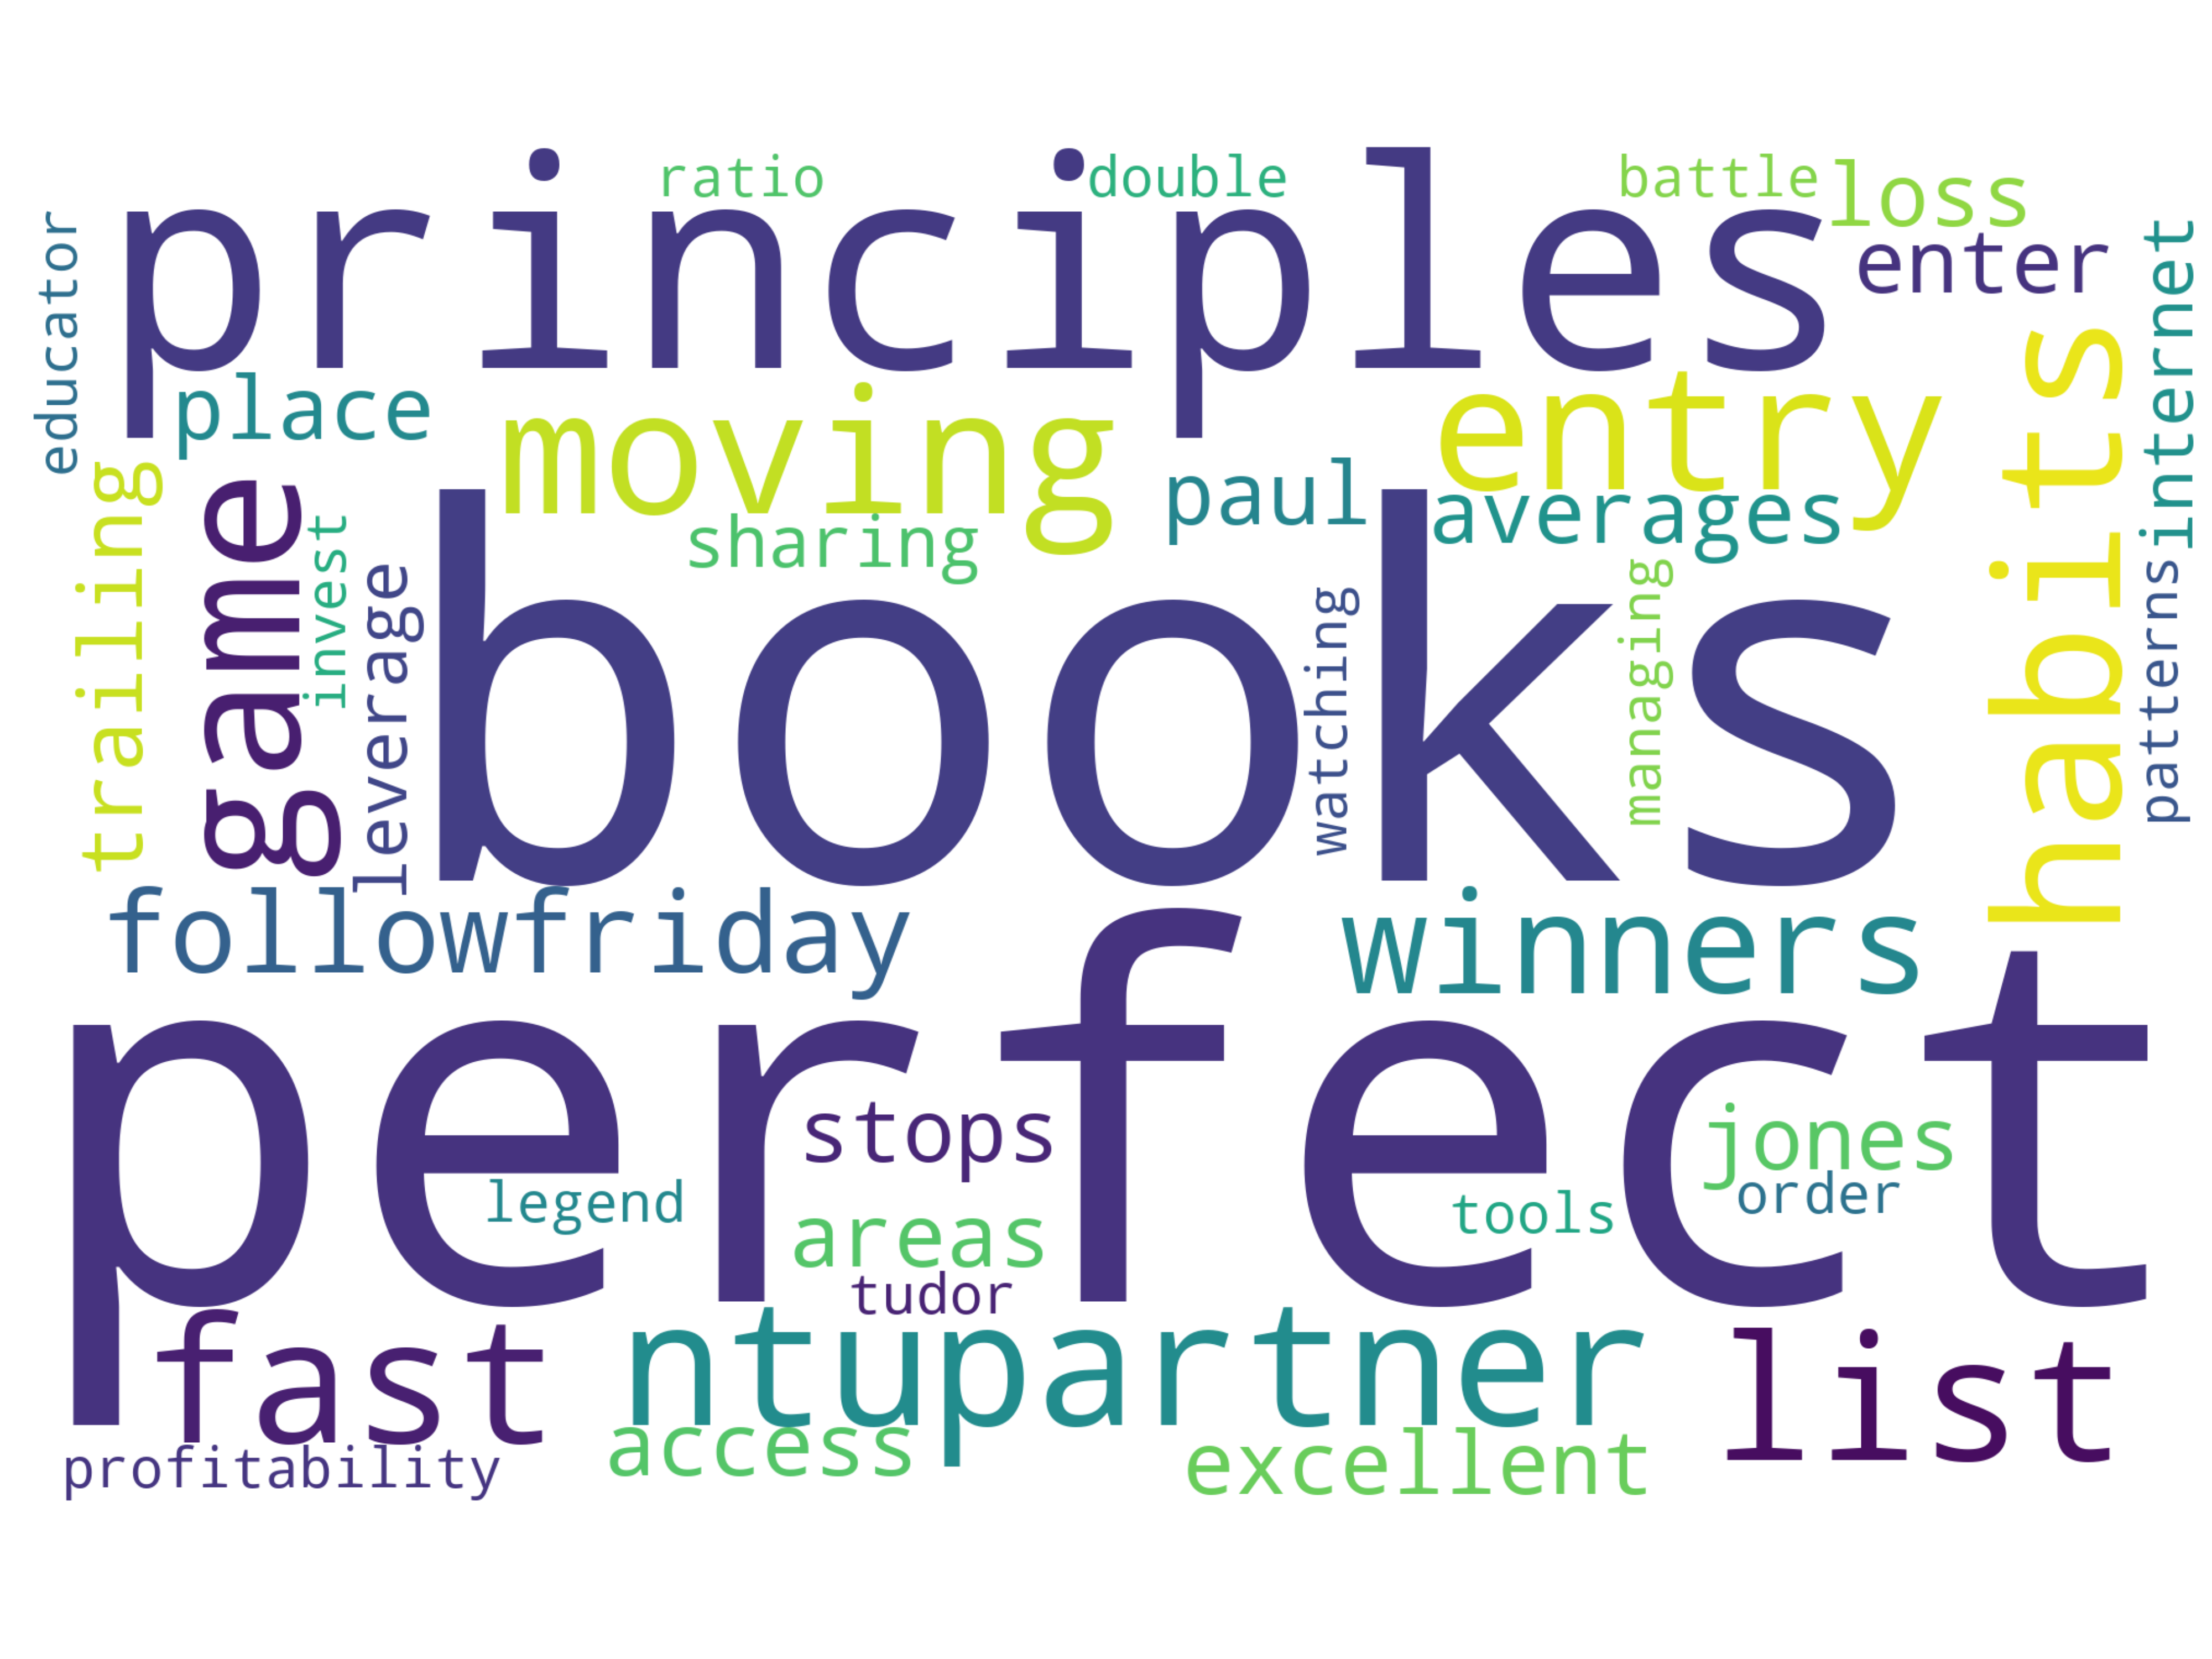 ratio
double
battle
loss
principles
enter
educator
internet
place
moving
entry
habits
trailing
game
paul
averages
sharing
invest
leverage
books
watching
managing
patterns
followfriday
winners
perfect
stops
jones
legend
areas
tools
order
tudor
fast
ntupartner
list
access
excellent
profitability